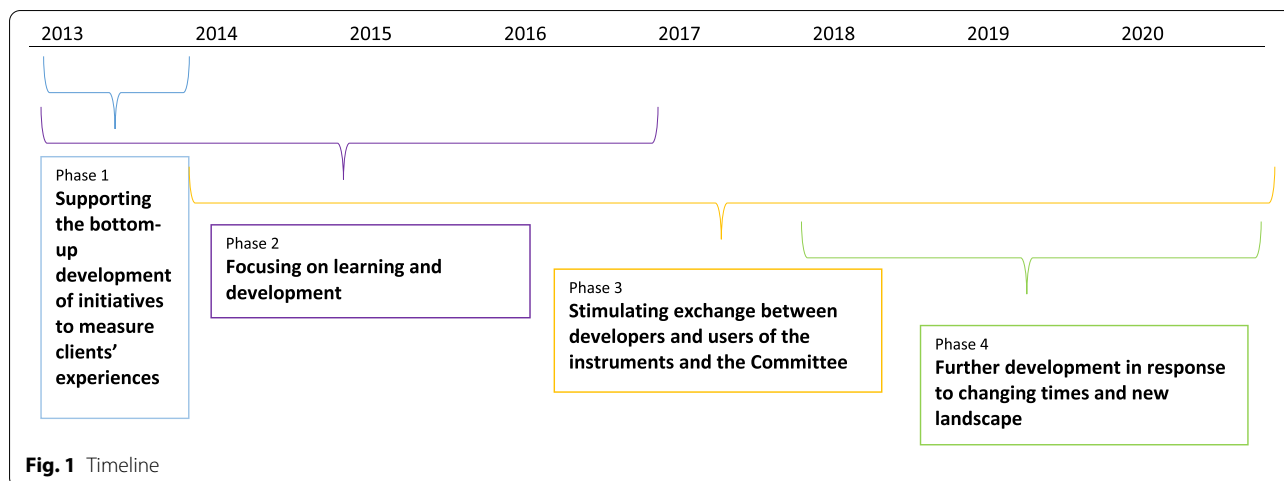 2013 2014 2015 2016 2017 2018 2019 2020
Phase 1
Supporting
the bottom-
up
development
of initiatives
to measure
clients’
experiences
Phase 2
Focusing on learning and
development
Phase 3
Stimulating exchange between
developers and users of the
instruments and the Committee
Phase 4
Further development in response
to changing times and new
landscape
Fig. 1 Timeline